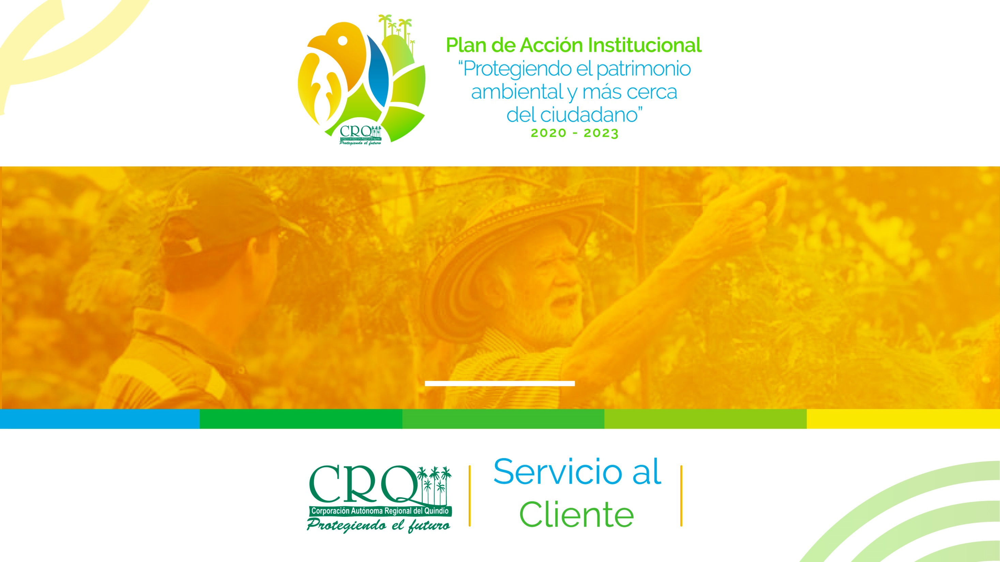 Plan de Acción Institucional
“Protegiendo el patrimonio
ambiental y más cerca
del ciudadano”
2020 - 2023
CRQ
Corporación Autónoma Regional del Quindío
Protegiendo el futuro
CRQ
Corporación Autónoma Regional del Quindío
Protegiendo el futuro
Servicio al
Cliente